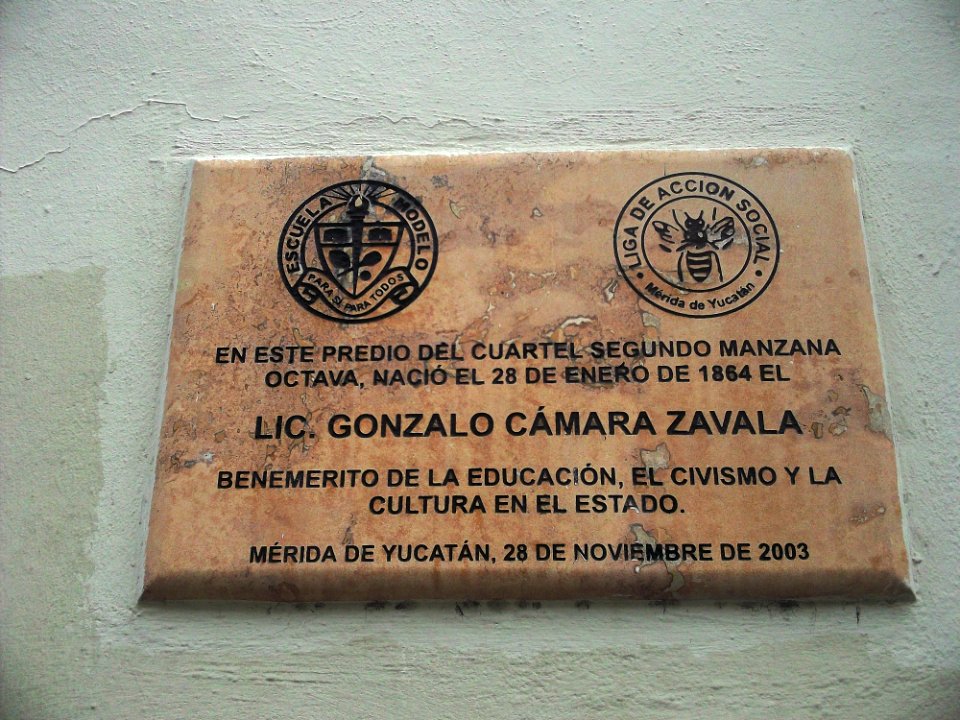 ESCUELA MODELO
PARA SÍ, PARA TODOS
LIGA DE ACCION SOCIAL
Mérida de Yucatán
EN ESTE PREDIO DEL CUARTEL SEGUNDO MANZANA
OCTAVA, NACIÓ EL 28 DE ENERO DE 1864 EL
LIC. GONZALO CÁMARA ZAVALA
BENEMERITO DE LA EDUCACIÓN, EL CIVISMO Y LA
CULTURA EN EL ESTADO.
MÉRIDA DE YUCATÁN, 28 DE NOVIEMBRE DE 2003